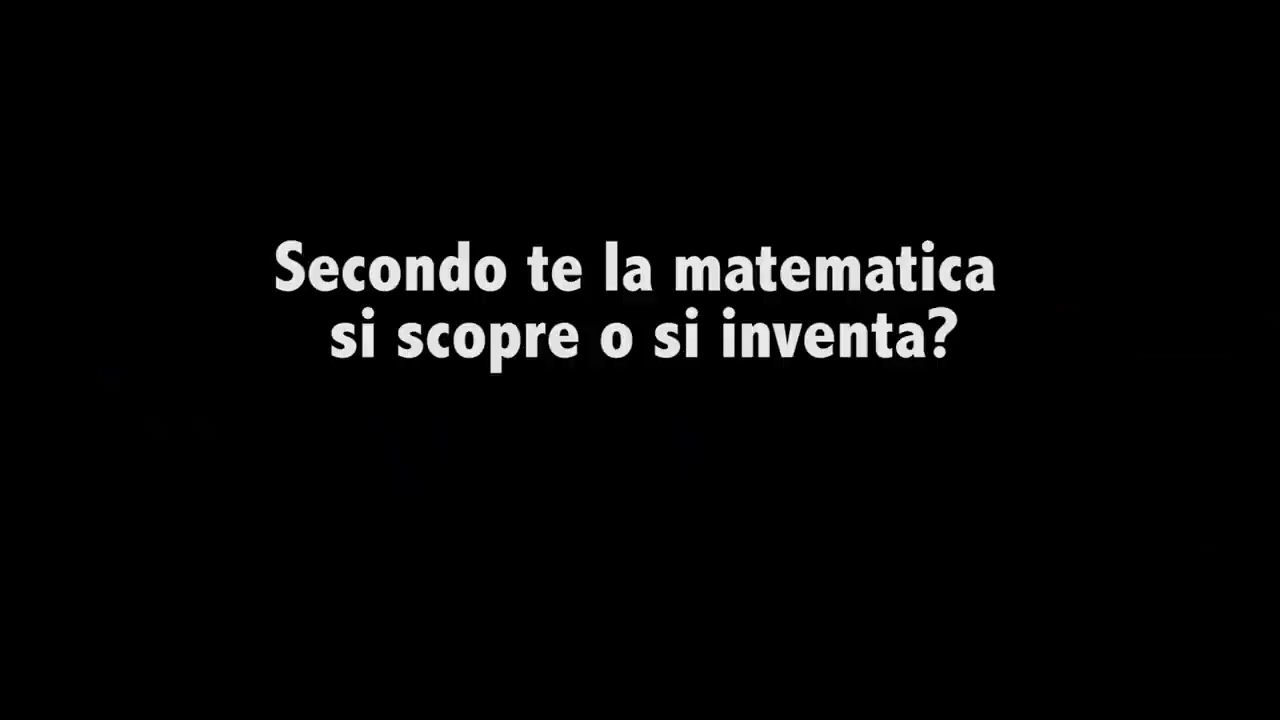 Secondo te la matematica
si scopre o si inventa?